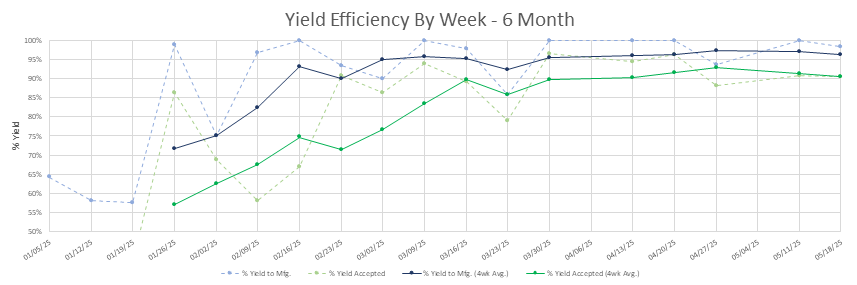 Yield Efficiency By Week - 6 Month
100%
95%
90%
85%
80%
75%
70%
65%
60%
55%
50%
% Yield
01/05/25 01/12/25 01/19/25 01/26/25 02/02/25 02/09/25 02/16/25 02/23/25 03/02/25 03/09/25 03/16/25 03/23/25 03/30/25 04/06/25 04/13/25 04/20/25 04/27/25 05/04/25 05/11/25 05/18/25
% Yield to Mfg. % Yield Accepted % Yield to Mfg. (4wk Avg.) % Yield Accepted (4wk Avg.)